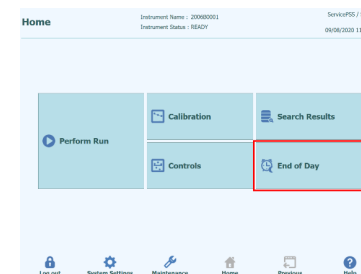 Home
Instrument Name : 200680001
Instrument Status : READY
ServicePSS /
09/08/2020 11
Perform Run
Calibration
Search Results
Controls
End of Day
Log out
System Settings
Maintenance
Home
Previous
Help